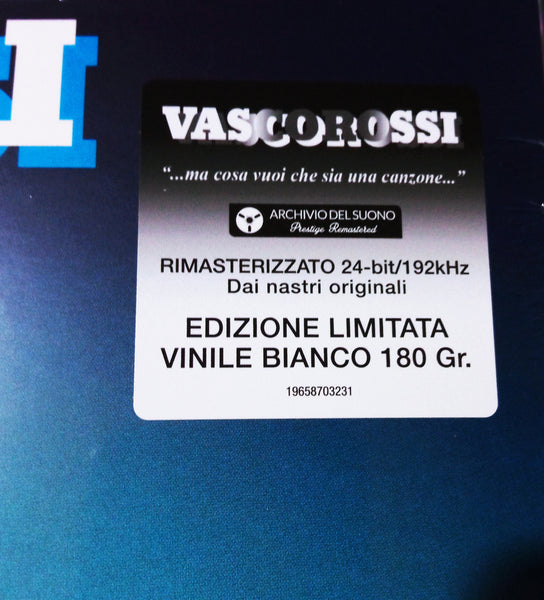 SI
VASCOROSSI
"...ma cosa vuoi che sia una canzone..."
ARCHIVIO DEL SUONO
Prestige Remastered
RIMASTERIZZATO 24-bit/192kHz
Dai nastri originali
EDIZIONE LIMITATA
VINILE BIANCO 180 Gr.
19658703231